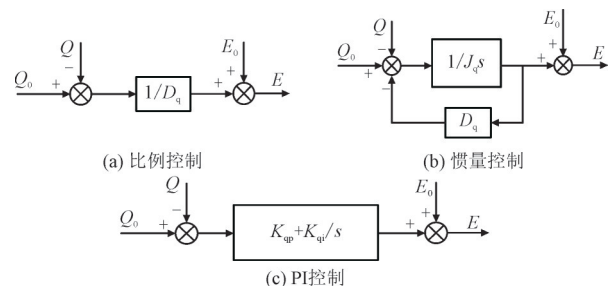 Q
E₀
Q₀
−
+
1/D_q
+
+
E
(a) 比例控制
Q
E₀
Q₀
−
+
−
1/J_q s
D_q
+
+
E
(b) 惯量控制
Q
E₀
Q₀
−
+
K_qp+K_qi/s
+
+
E
(c) PI控制